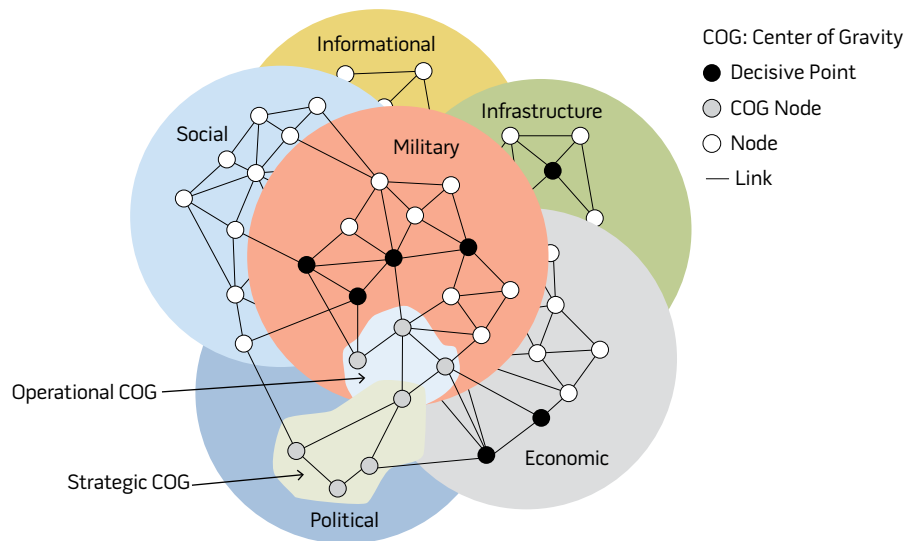 Informational
COG: Center of Gravity
Decisive Point
COG Node
Node
Link
Infrastructure
Social
Military
Operational COG
Economic
Strategic COG
Political